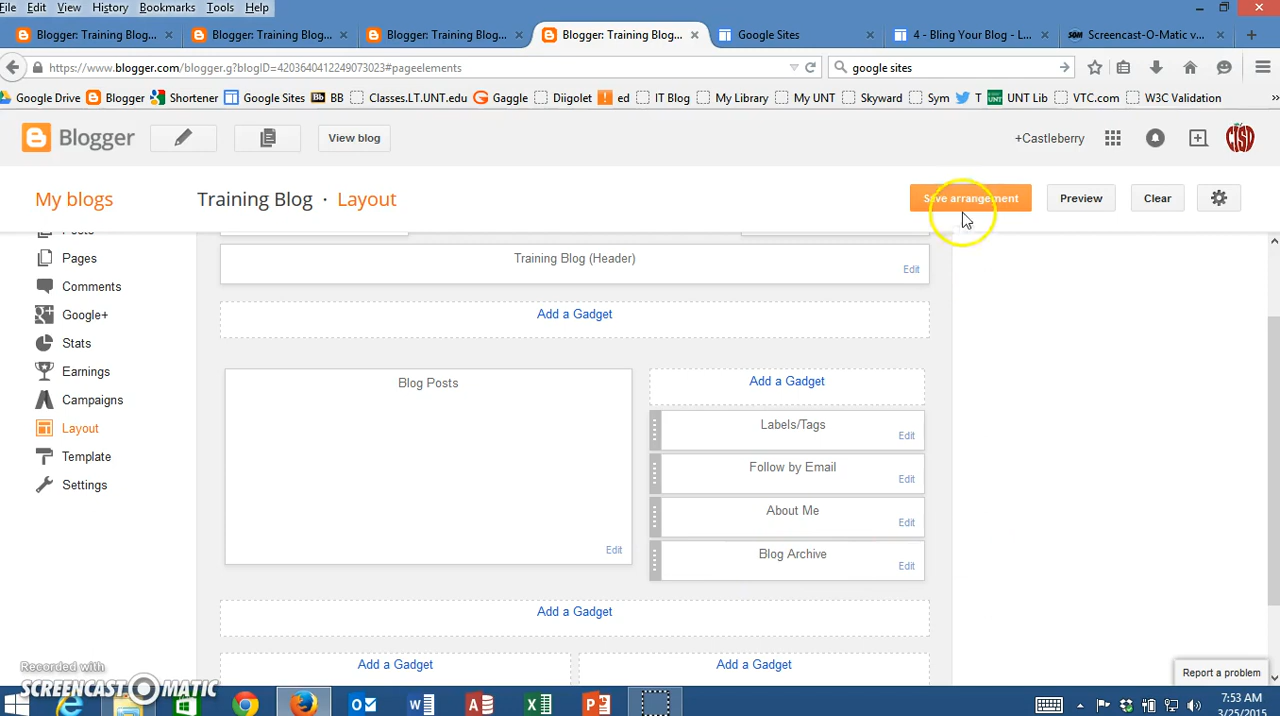 File Edit View History Bookmarks Tools Help
Blogger: Training Blog... × Blogger: Training Blog... × Blogger: Training Blog... × Blogger: Training Blog... × Google Sites × 4 - Bling Your Blog - L... × Screencast-O-Matic v... × +
https://www.blogger.com/blogger.g?blogID=4203640412249073023#pageelements google sites
Google Drive Blogger Shortener Google Sites BB Classes.LT.UNT.edu Gaggle Diigolet ed IT Blog My Library My UNT Skyward Sym T UNT Lib VTC.com W3C Validation »
Blogger View blog +Castleberry CISD
My blogs Training Blog · Layout Save arrangement Preview Clear
Posts
Pages
Comments
Google+
Stats
Earnings
Campaigns
Layout
Template
Settings
Training Blog (Header)
Edit
Add a Gadget
Blog Posts
Edit
Add a Gadget
Labels/Tags
Edit
Follow by Email
Edit
About Me
Edit
Blog Archive
Edit
Add a Gadget
Add a Gadget Add a Gadget
Report a problem
Recorded with
SCREENCAST-O-MATIC
7:53 AM
3/25/2015